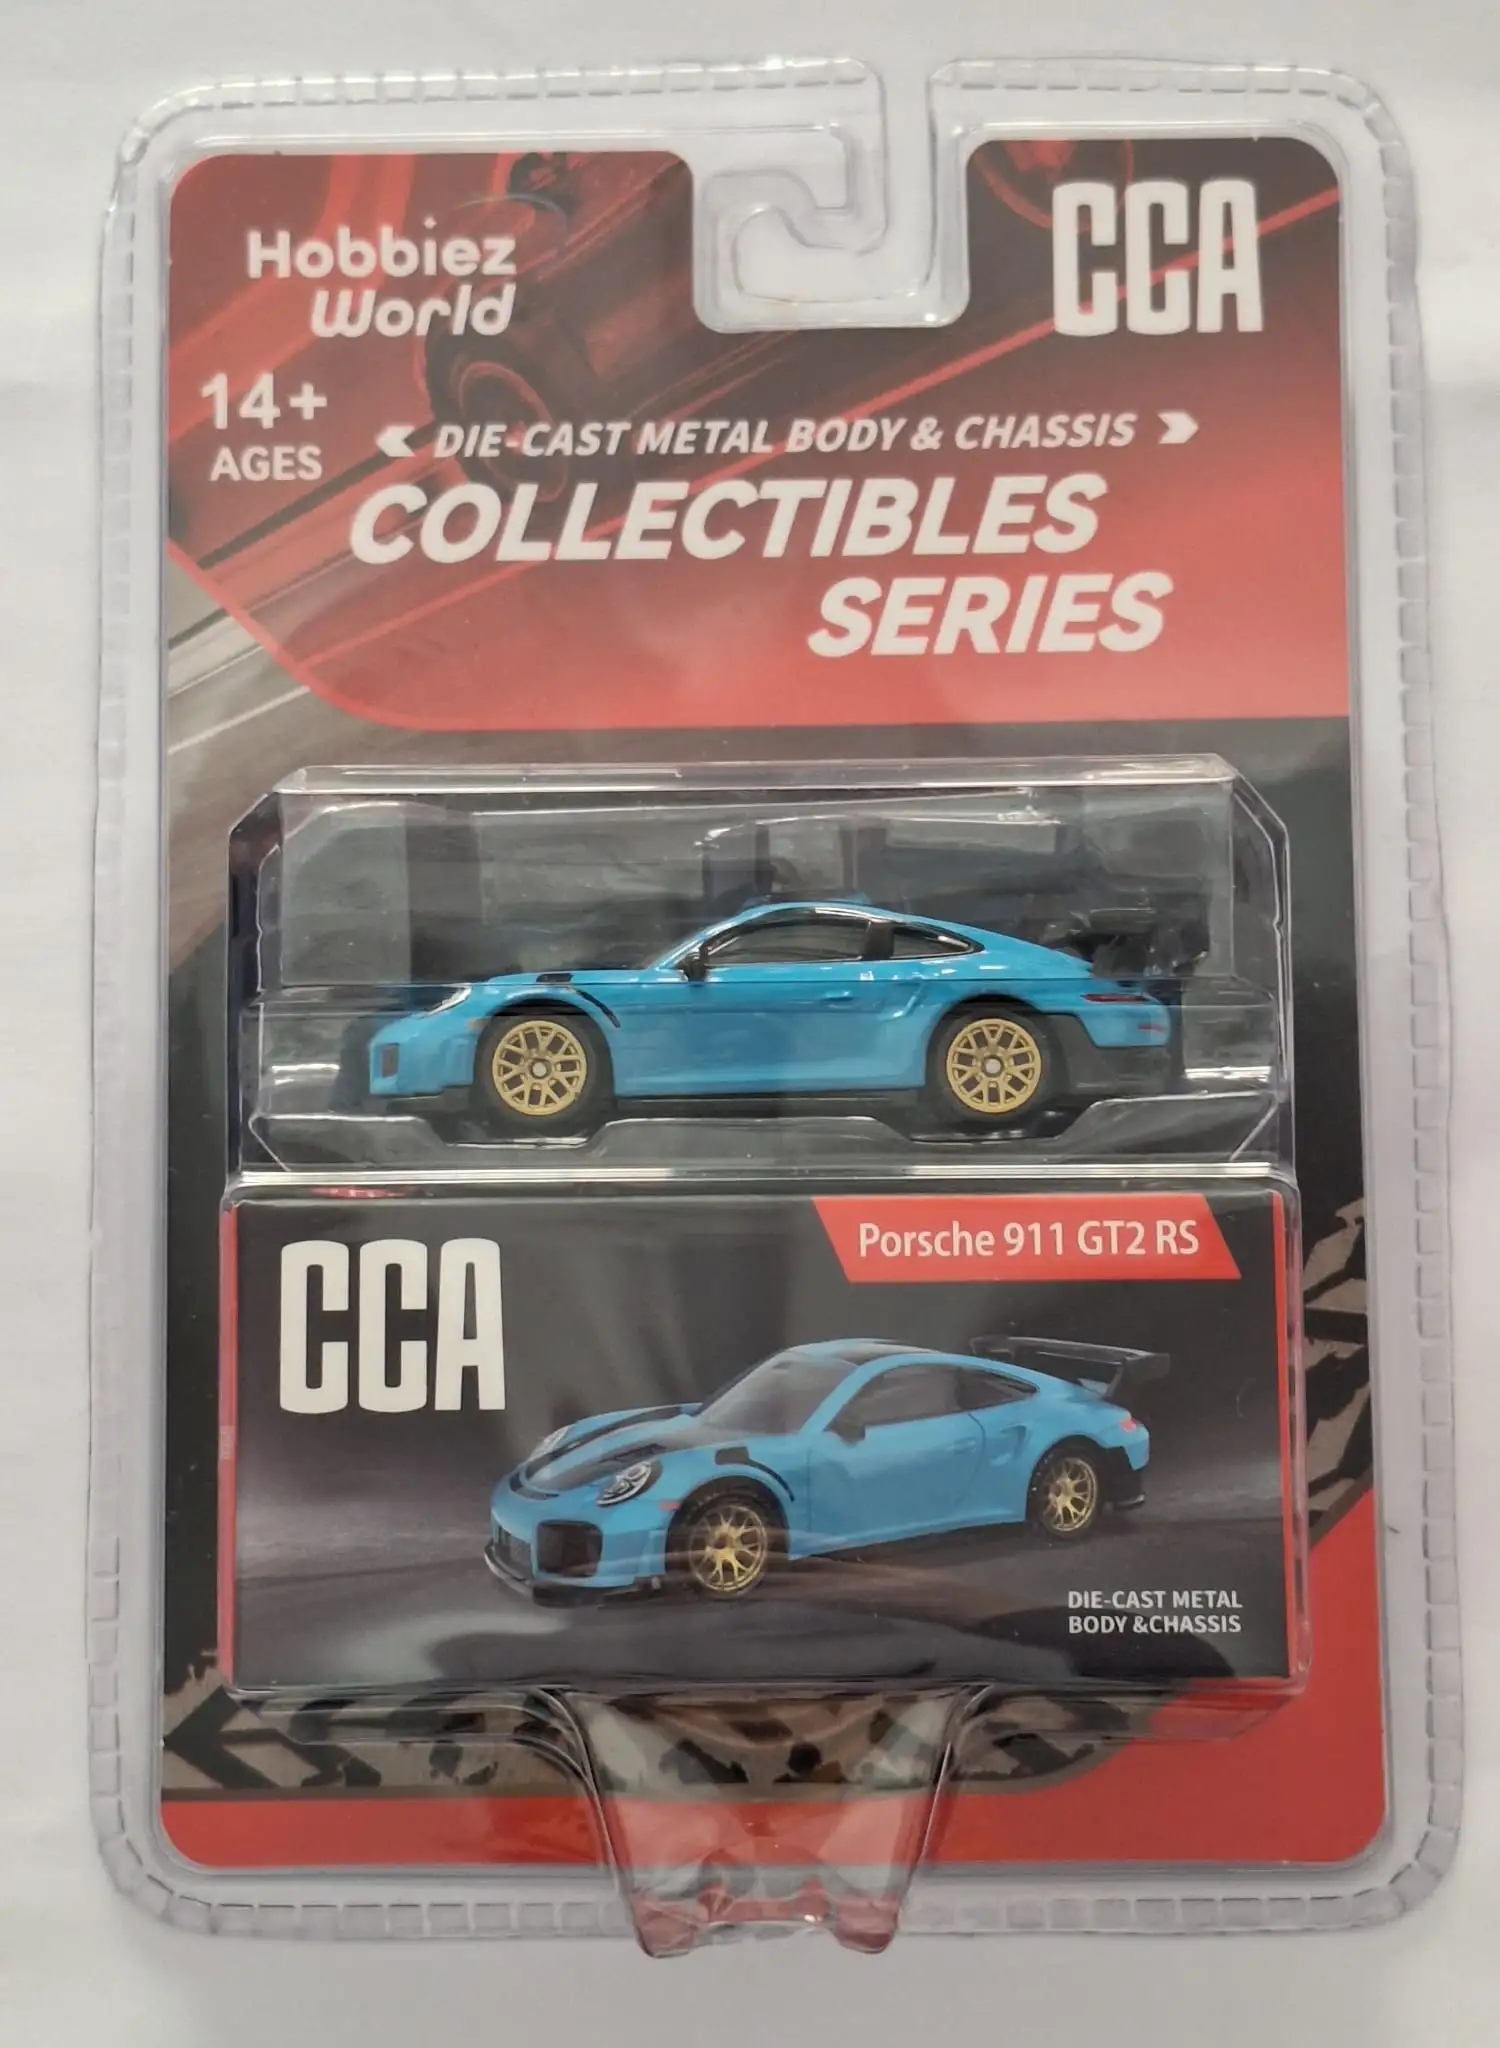 Hobbiez
World
CCA
14+
AGES
DIE-CAST METAL BODY & CHASSIS
COLLECTIBLES
SERIES
CCA
Porsche 911 GT2 RS
DIE-CAST METAL
BODY &CHASSIS